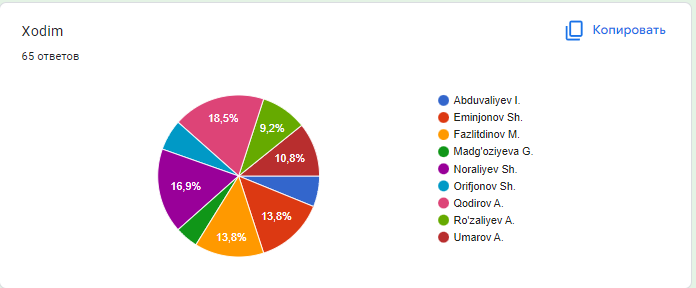 Xodim
Копировать
65 ответов
18,5%
9,2%
10,8%
16,9%
13,8%
13,8%
Abduvaliyev I.
Eminjonov Sh.
Fazlitdinov M.
Madg'oziyeva G.
Noraliyev Sh.
Orifjonov Sh.
Qodirov A.
Ro'zaliyev A.
Umarov A.